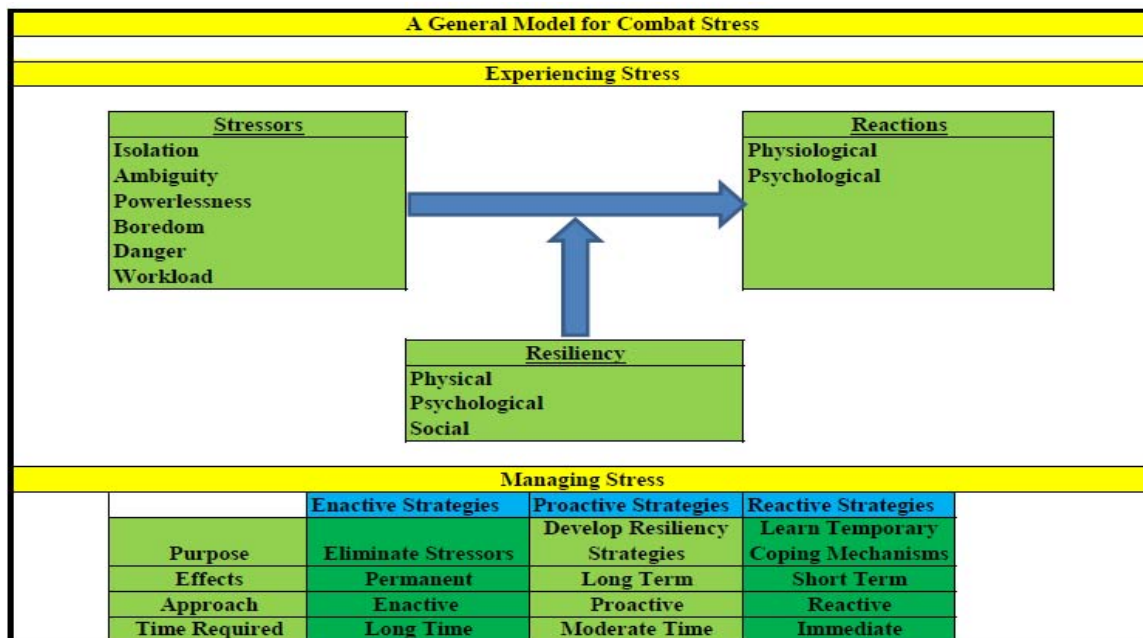 A General Model for Combat Stress
Experiencing Stress
Stressors
Isolation
Ambiguity
Powerlessness
Boredom
Danger
Workload
Reactions
Physiological
Psychological
Resiliency
Physical
Psychological
Social
Managing Stress
Enactive Strategies Proactive Strategies Reactive Strategies
Purpose Eliminate Stressors Develop Resiliency Strategies Learn Temporary Coping Mechanisms
Effects Permanent Long Term Short Term
Approach Enactive Proactive Reactive
Time Required Long Time Moderate Time Immediate